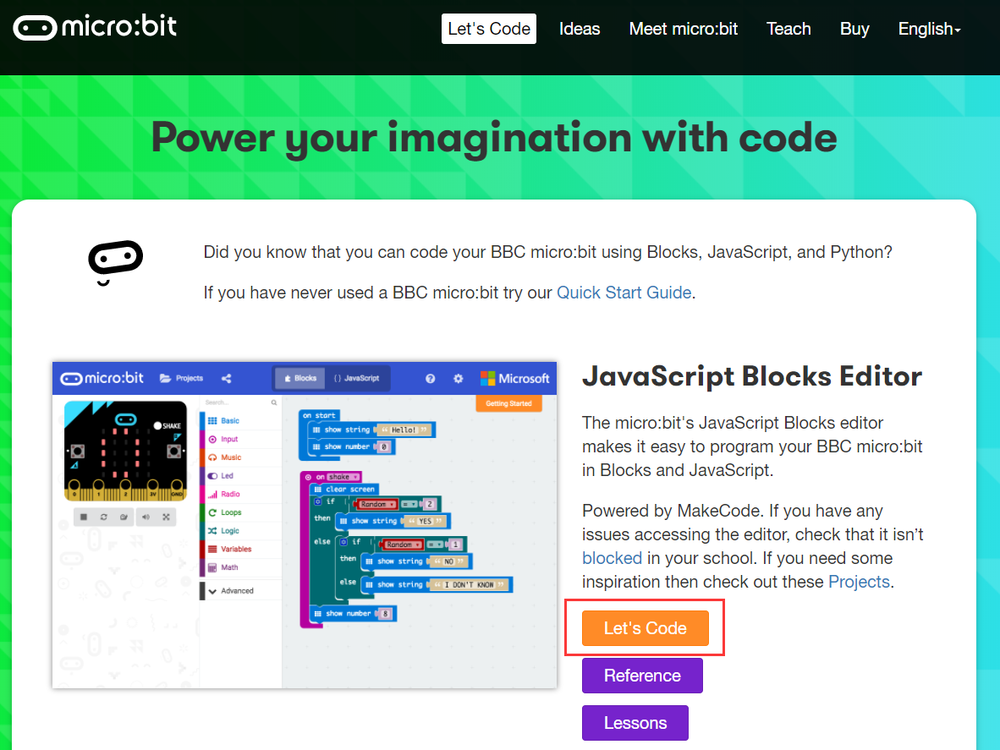 micro:bit
Let's Code
Ideas
Meet micro:bit
Teach
Buy
English
Power your imagination with code
Did you know that you can code your BBC micro:bit using Blocks, JavaScript, and Python?
If you have never used a BBC micro:bit try our Quick Start Guide.
micro:bit
Projects
Blocks
{} JavaScript
Microsoft
Getting Started
SHAKE
0 1 2 3V GND
Search...
Basic
Input
Music
Led
Radio
Loops
Logic
Variables
Math
Advanced
on start
show string “ Hello! ”
show number 0
on shake
clear screen
if Random = 2
then show string “ YES ”
else if Random = 1
then show string “ NO ”
else show string “ I DON'T KNOW ”
show number 8
JavaScript Blocks Editor
The micro:bit's JavaScript Blocks editor
makes it easy to program your BBC micro:bit
in Blocks and JavaScript.
Powered by MakeCode. If you have any
issues accessing the editor, check that it isn’t
blocked in your school. If you need some
inspiration then check out these Projects.
Let's Code
Reference
Lessons